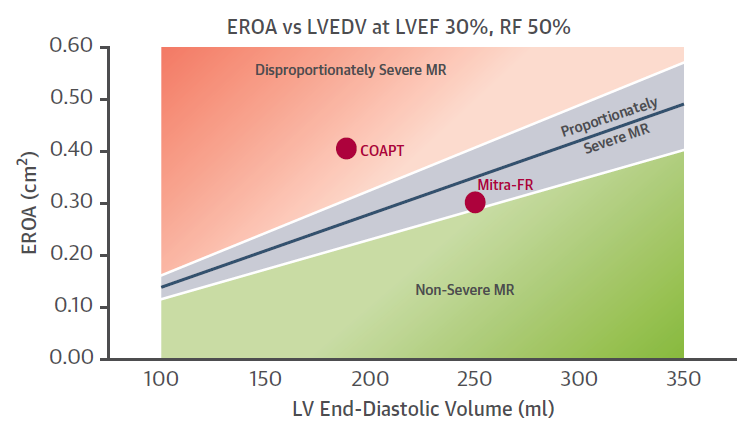 EROA vs LVEDV at LVEF 30%, RF 50%
0.60
0.50
0.40
0.30
0.20
0.10
0.00
EROA (cm²)
Disproportionately Severe MR
COAPT
Proportionately
Severe MR
Mitra-FR
Non-Severe MR
100 150 200 250 300 350
LV End-Diastolic Volume (ml)